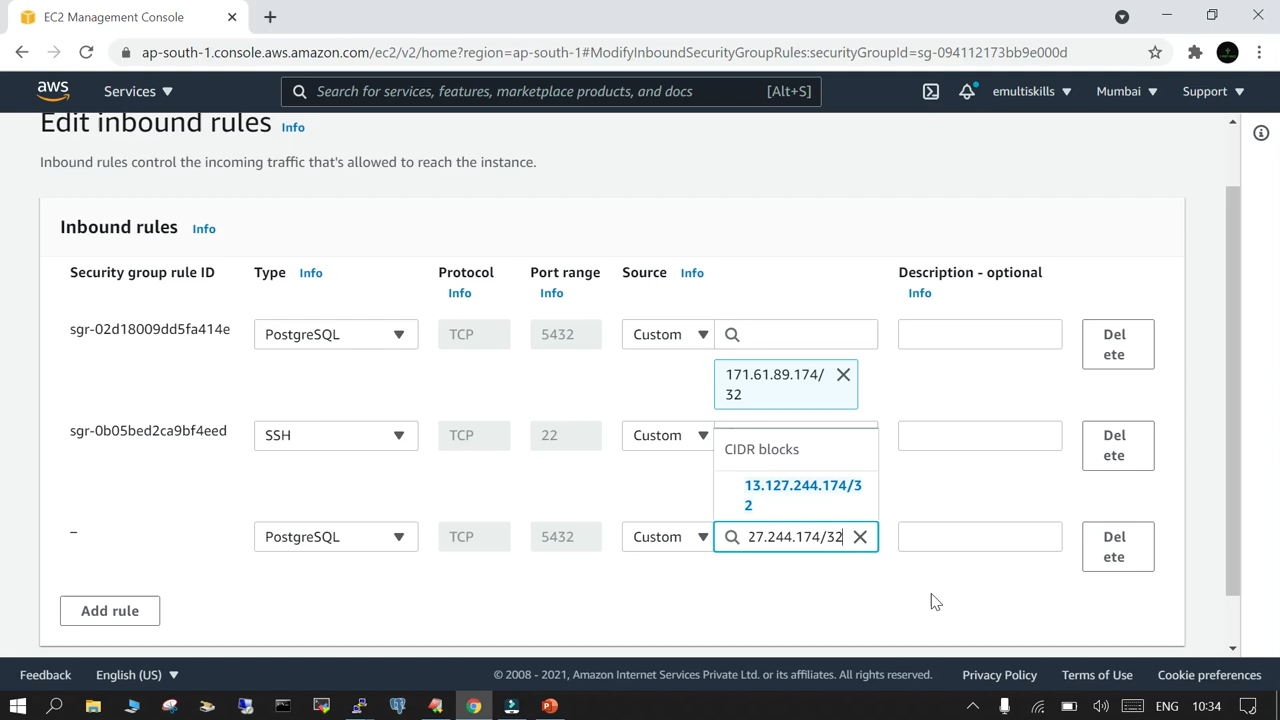 EC2 Management Console
ap-south-1.console.aws.amazon.com/ec2/v2/home?region=ap-south-1#ModifyInboundSecurityGroupRules:securityGroupId=sg-094112173bb9e000d
aws
Services
Search for services, features, marketplace products, and docs
[Alt+S]
emultiskills
Mumbai
Support
Edit inbound rules
Info
Inbound rules control the incoming traffic that's allowed to reach the instance.
Inbound rules
Info
Security group rule ID
Type
Info
Protocol
Info
Port range
Info
Source
Info
Description - optional
Info
sgr-02d18009dd5fa414e
PostgreSQL
TCP
5432
Custom
171.61.89.174/
32
Del
ete
sgr-0b05bed2ca9bf4eed
SSH
TCP
22
Custom
CIDR blocks
13.127.244.174/3
2
Del
ete
–
PostgreSQL
TCP
5432
Custom
27.244.174/32
Del
ete
Add rule
Feedback
English (US)
© 2008 - 2021, Amazon Internet Services Private Ltd. or its affiliates. All rights reserved.
Privacy Policy
Terms of Use
Cookie preferences
ENG
10:34